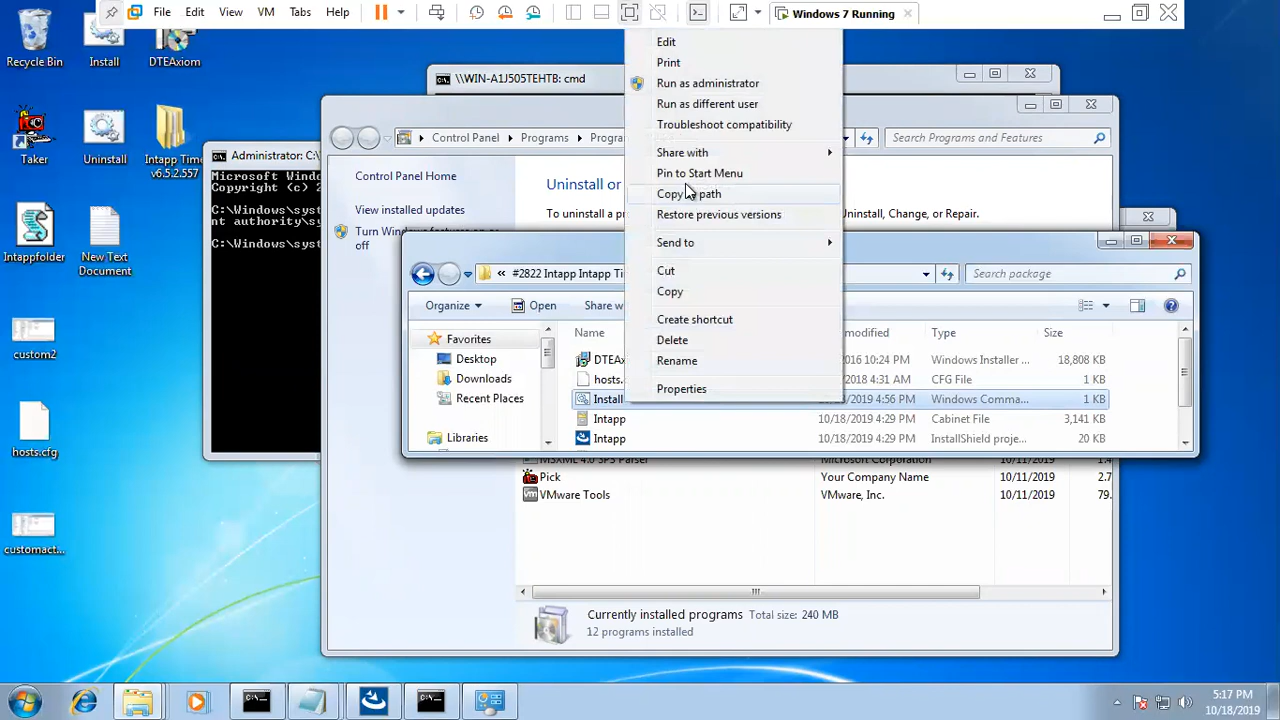 File Edit View VM Tabs Help
Windows 7 Running
Recycle Bin
Install
DTEAxiom
Taker
Uninstall
Intapp Time
v6.5.2.557
Intappfolder
New Text
Document
custom2
hosts.cfg
customact...
\\WIN-A1J505TEHTB: cmd
Administrator: C:\
Copyright (c) 2
C:\Windows\syst
nt authority\sy
C:\Windows\syst
Control Panel Programs
Search Programs and Features
Control Panel Home
View installed updates
Turn Windows features on or
off
Uninstall or
To uninstall a p
Uninstall, Change, or Repair.
Edit
Print
Run as administrator
Run as different user
Troubleshoot compatibility
Share with
Pin to Start Menu
Copy path
Restore previous versions
Send to
Cut
Copy
Create shortcut
Delete
Rename
Properties
« #2822 Intapp Intapp Ti
Search package
Organize Open Share w
Favorites
Desktop
Downloads
Recent Places
Libraries
Name Type Size
DTEAx 2016 10:24 PM Windows Installer ... 18,808 KB
hosts. 2018 4:31 AM CFG File 1 KB
Install 4:56 PM Windows Comma... 1 KB
Intapp 10/18/2019 4:29 PM Cabinet File 3,141 KB
Intapp 10/18/2019 4:29 PM InstallShield proje... 20 KB
MSXML 4.0 SP3 Parser Microsoft Corporation 10/11/2019
Pick Your Company Name 10/11/2019 2.7
VMware Tools VMware, Inc. 10/11/2019 79.
Currently installed programs Total size: 240 MB
12 programs installed
5:17 PM
10/18/2019